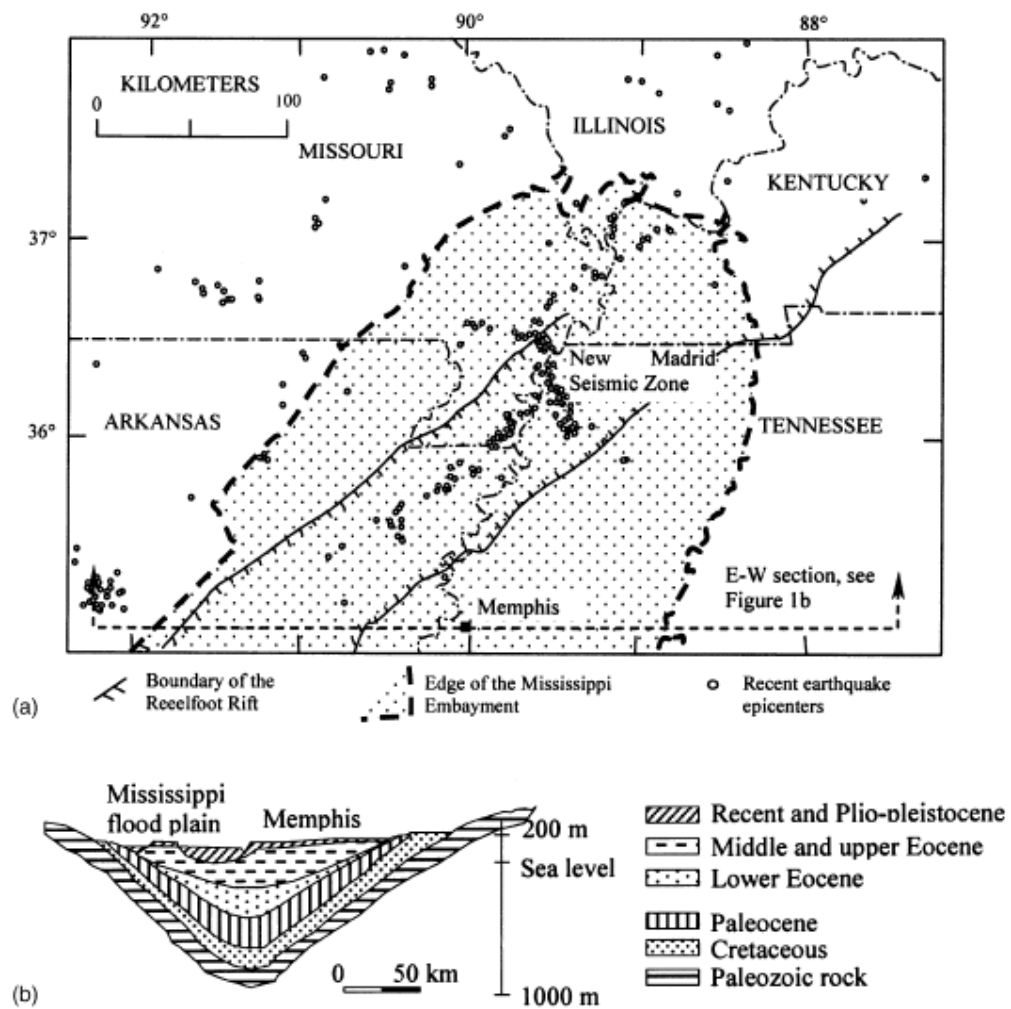 92°
90°
88°
KILOMETERS
0
100
ILLINOIS
MISSOURI
KENTUCKY
37°
New Madrid
Seismic Zone
ARKANSAS
36°
TENNESSEE
E-W section, see
Figure 1b
Memphis
Boundary of the
Reeelfoot Rift
Edge of the Mississippi
Embayment
Recent earthquake
epicenters
(a)
Mississippi
flood plain
Memphis
200 m
Sea level
0 50 km
1000 m
Recent and Plio-pleistocene
Middle and upper Eocene
Lower Eocene
Paleocene
Cretaceous
Paleozoic rock
(b)